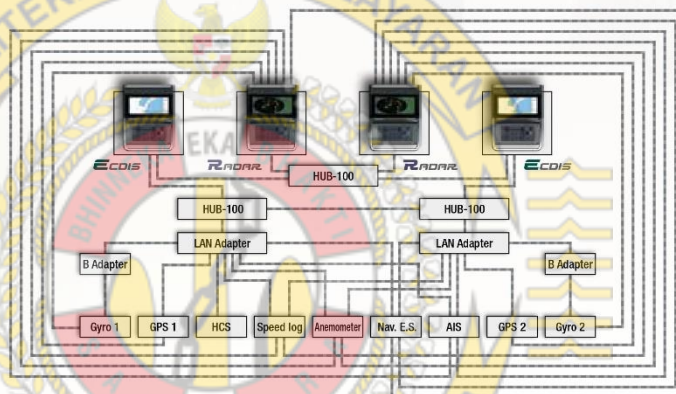 ECDIS RADAR RADAR ECDIS
HUB-100
HUB-100 HUB-100
LAN Adapter LAN Adapter
B Adapter B Adapter
Gyro 1 GPS 1 HCS Speed log Anemometer Nav. E.S. AIS GPS 2 Gyro 2